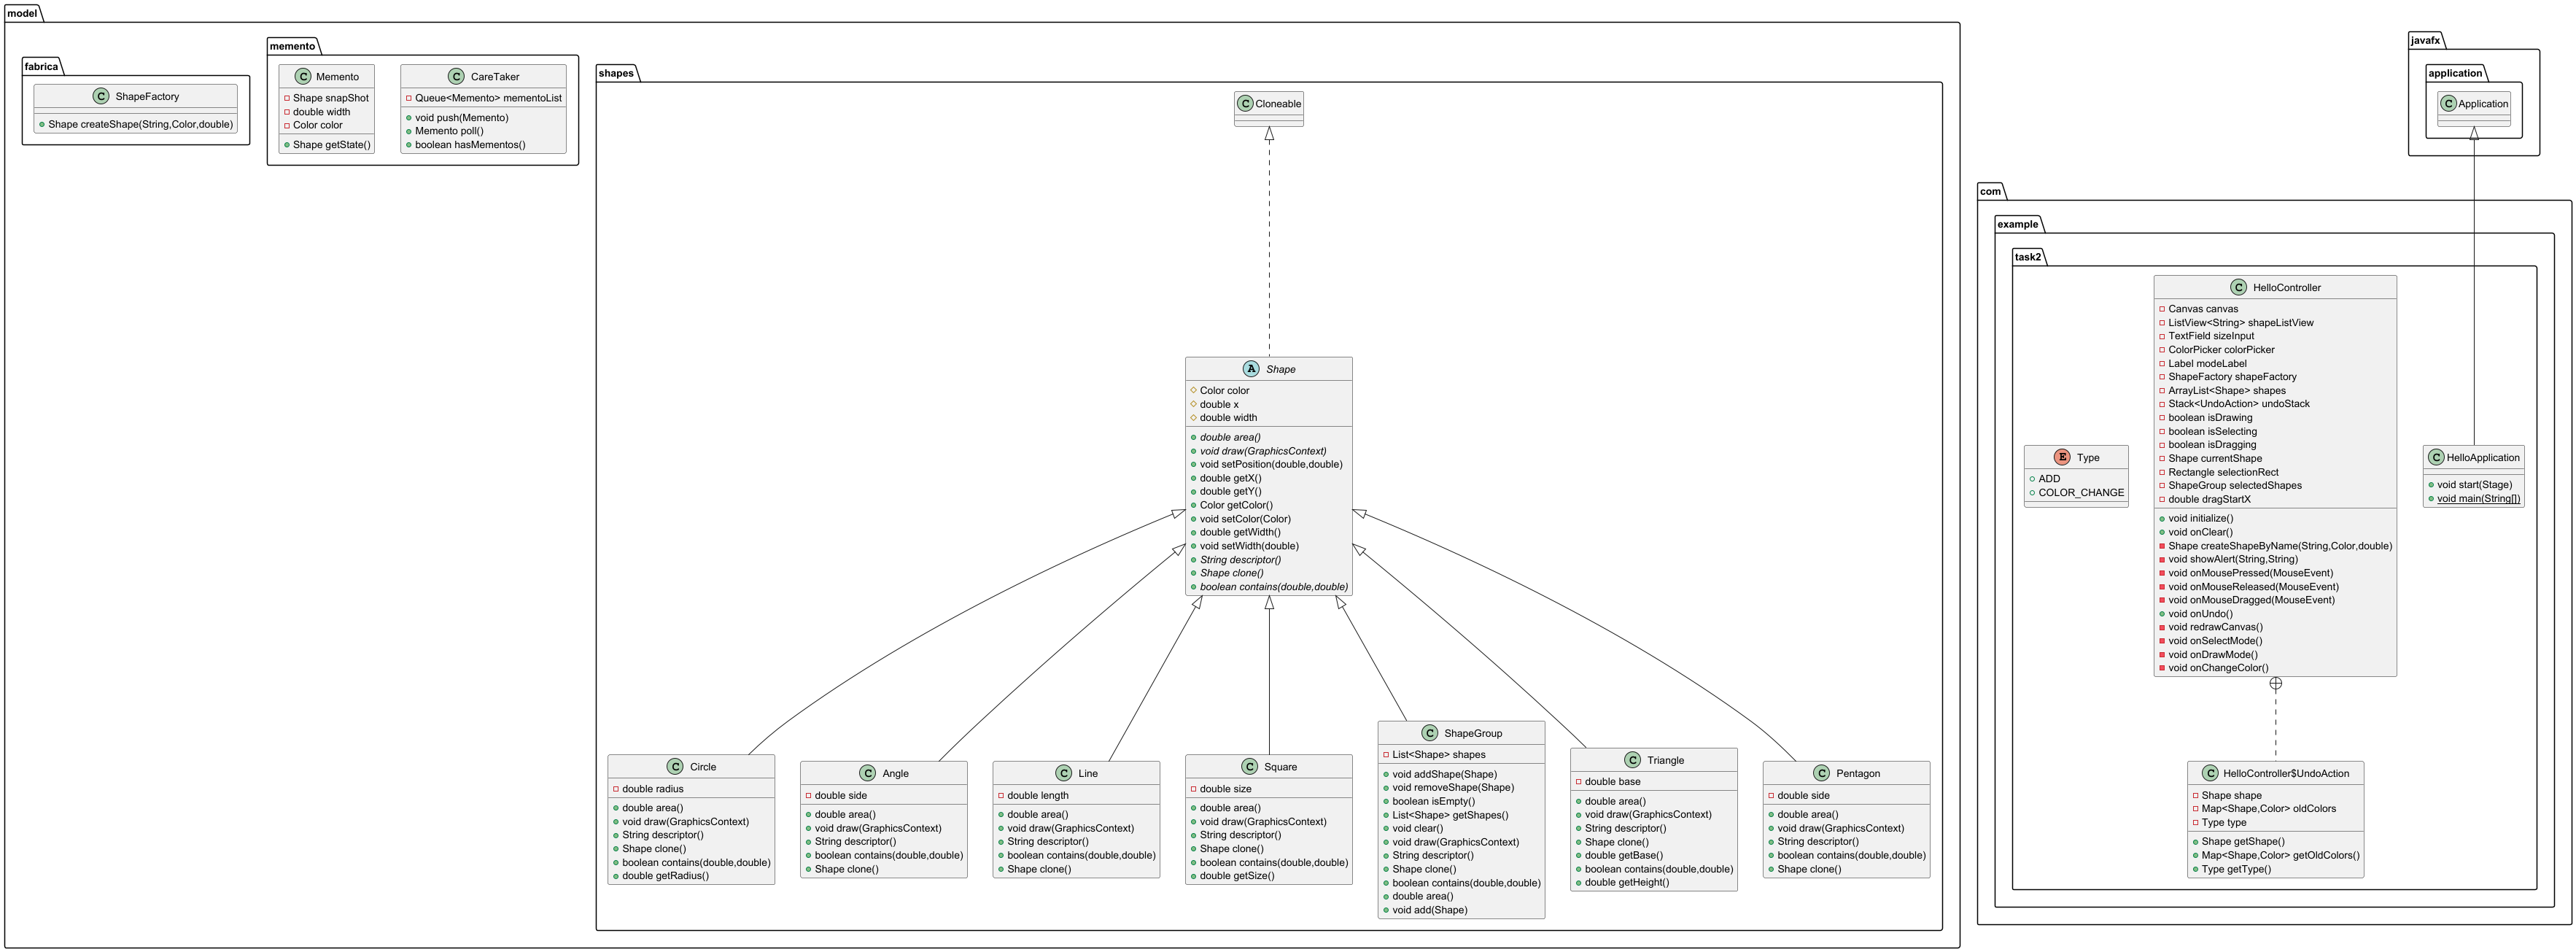 model
fabrica
C ShapeFactory
Shape createShape(String,Color,double)
memento
C Memento
Shape snapShot
double width
Color color
Shape getState()
C CareTaker
Queue<Memento> mementoList
void push(Memento)
Memento poll()
boolean hasMementos()
shapes
C Cloneable
A Shape
Color color
double x
double width
double area()
void draw(GraphicsContext)
void setPosition(double,double)
double getX()
double getY()
Color getColor()
void setColor(Color)
double getWidth()
void setWidth(double)
String descriptor()
Shape clone()
boolean contains(double,double)
C Circle
double radius
double area()
void draw(GraphicsContext)
String descriptor()
Shape clone()
boolean contains(double,double)
double getRadius()
C Angle
double side
double area()
void draw(GraphicsContext)
String descriptor()
boolean contains(double,double)
Shape clone()
C Line
double length
double area()
void draw(GraphicsContext)
String descriptor()
boolean contains(double,double)
Shape clone()
C Square
double size
double area()
void draw(GraphicsContext)
String descriptor()
Shape clone()
boolean contains(double,double)
double getSize()
C ShapeGroup
List<Shape> shapes
void addShape(Shape)
void removeShape(Shape)
boolean isEmpty()
List<Shape> getShapes()
void clear()
void draw(GraphicsContext)
String descriptor()
Shape clone()
boolean contains(double,double)
double area()
void add(Shape)
C Triangle
double base
double area()
void draw(GraphicsContext)
String descriptor()
Shape clone()
double getBase()
boolean contains(double,double)
double getHeight()
C Pentagon
double side
double area()
void draw(GraphicsContext)
String descriptor()
boolean contains(double,double)
Shape clone()
javafx
application
C Application
com
example
task2
E Type
ADD
COLOR_CHANGE
C HelloController
Canvas canvas
ListView<String> shapeListView
TextField sizeInput
ColorPicker colorPicker
Label modeLabel
ShapeFactory shapeFactory
ArrayList<Shape> shapes
Stack<UndoAction> undoStack
boolean isDrawing
boolean isSelecting
boolean isDragging
Shape currentShape
Rectangle selectionRect
ShapeGroup selectedShapes
double dragStartX
void initialize()
void onClear()
Shape createShapeByName(String,Color,double)
void showAlert(String,String)
void onMousePressed(MouseEvent)
void onMouseReleased(MouseEvent)
void onMouseDragged(MouseEvent)
void onUndo()
void redrawCanvas()
void onSelectMode()
void onDrawMode()
void onChangeColor()
C HelloApplication
void start(Stage)
void main(String[])
C HelloController$UndoAction
Shape shape
Map<Shape,Color> oldColors
Type type
Shape getShape()
Map<Shape,Color> getOldColors()
Type getType()